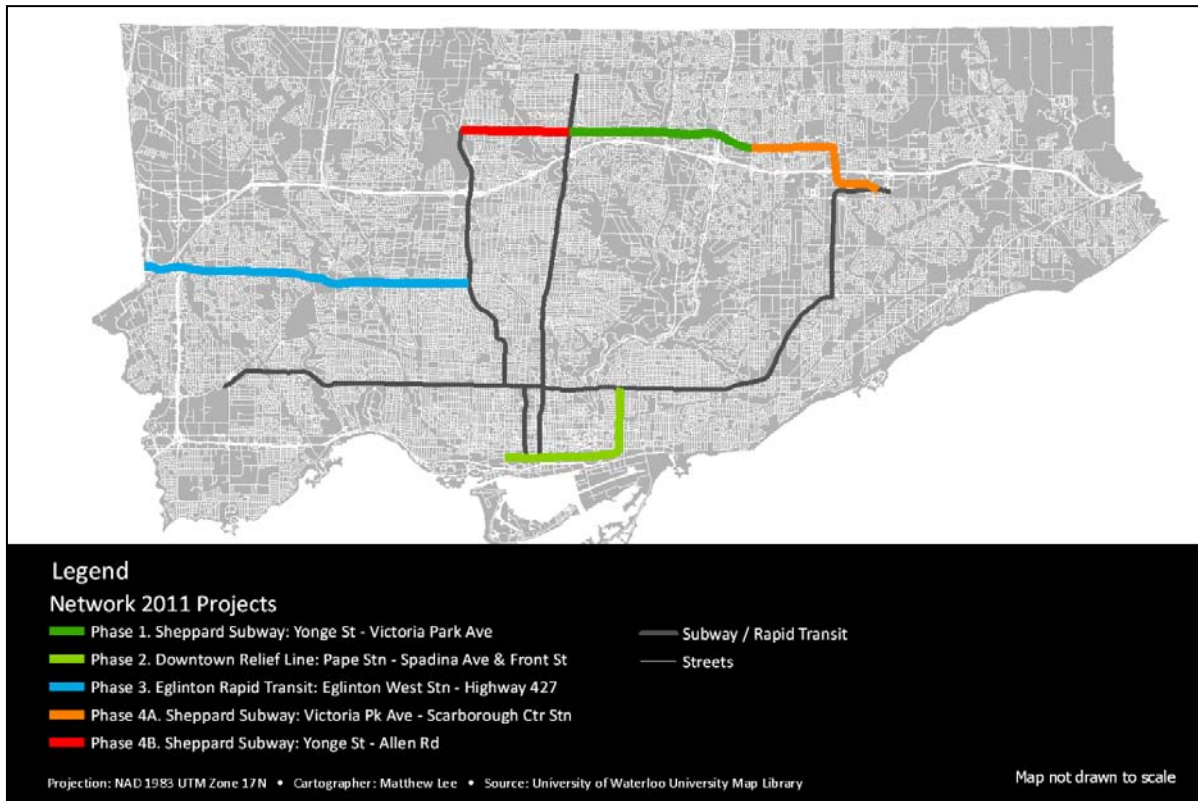 Legend
Network 2011 Projects
Phase 1. Sheppard Subway: Yonge St - Victoria Park Ave
Phase 2. Downtown Relief Line: Pape Stn - Spadina Ave & Front St
Phase 3. Eglinton Rapid Transit: Eglinton West Stn - Highway 427
Phase 4A. Sheppard Subway: Victoria Pk Ave - Scarborough Ctr Stn
Phase 4B. Sheppard Subway: Yonge St - Allen Rd
Subway / Rapid Transit
Streets
Projection: NAD 1983 UTM Zone 17N • Cartographer: Matthew Lee • Source: University of Waterloo University Map Library
Map not drawn to scale